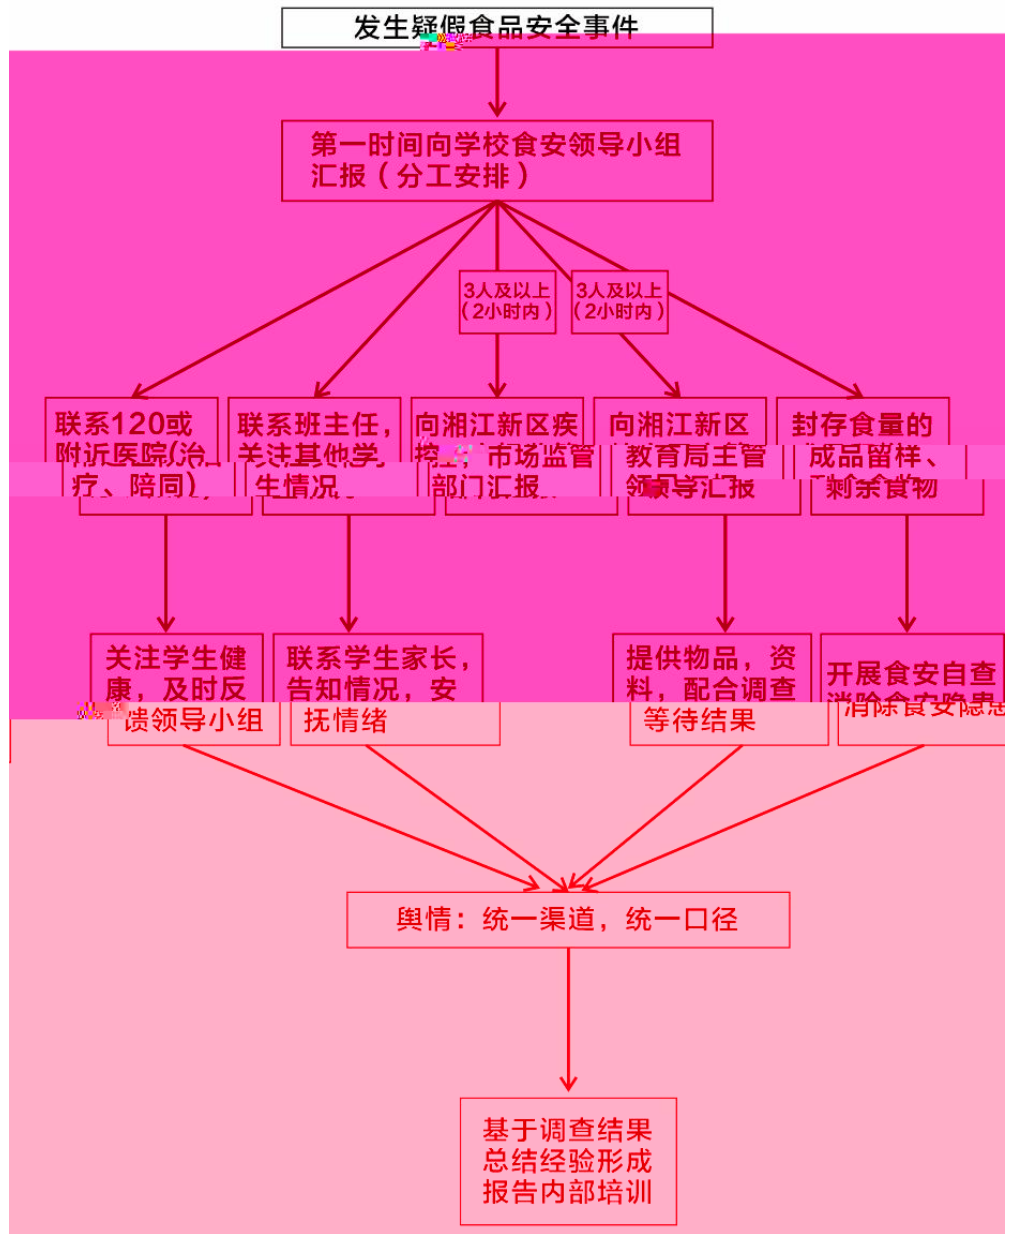 发生疑假食品安全事件
第一时间向学校食安领导小组
汇报（分工安排）
3人及以上
（2小时内）
3人及以上
（2小时内）
联系120或
附近医院(治
疗、陪同)
联系班主任,
关注其他学
生情况
向湘江新区疾
市场监管
部门汇报
向湘江新区
教育局主管
领导汇报
封存食量的
成品留样、
剩余食物
关注学生健
康，及时反
馈领导小组
联系学生家长,
告知情况，安
抚情绪
提供物品，资
料，配合调查
等待结果
开展食安自查
消除食安隐患
舆情：统一渠道，统一口径
基于调查结果
总结经验形成
报告内部培训